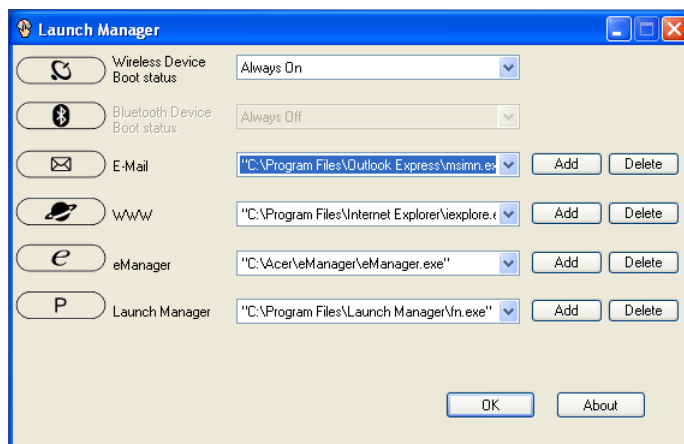 Launch Manager
Wireless Device
Boot status
Always On
Bluetooth Device
Boot status
Always Off
E-Mail
"C:\Program Files\Outlook Express\msimn.ex
Add
Delete
WWW
"C:\Program Files\Internet Explorer\iexplore.e
Add
Delete
e
eManager
"C:\Acer\eManager\eManager.exe"
Add
Delete
P
Launch Manager
"C:\Program Files\Launch Manager\fn.exe"
Add
Delete
OK
About